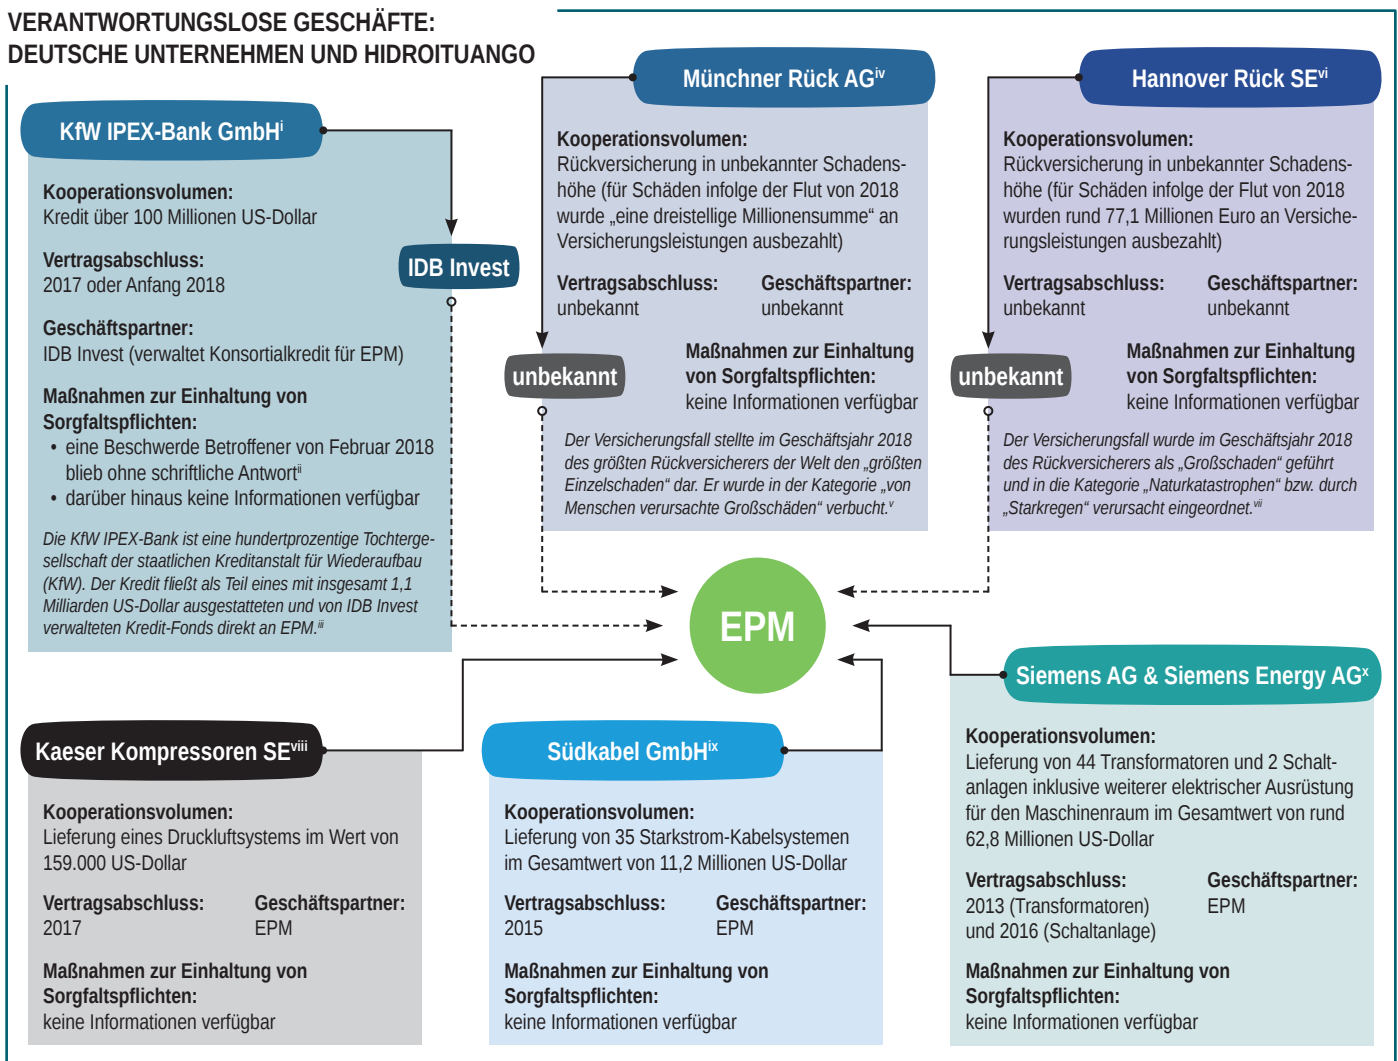 VERANTWORTUNGSLOSE GESCHÄFTE:
DEUTSCHE UNTERNEHMEN UND HIDROITUANGO
KfW IPEX-Bank GmbHⁱ
Kooperationsvolumen:
Kredit über 100 Millionen US-Dollar
Vertragsabschluss:
2017 oder Anfang 2018
Geschäftspartner:
IDB Invest (verwaltet Konsortialkredit für EPM)
Maßnahmen zur Einhaltung von
Sorgfaltspflichten:
• eine Beschwerde Betroffener von Februar 2018
blieb ohne schriftliche Antwortⁱⁱ
• darüber hinaus keine Informationen verfügbar
Die KfW IPEX-Bank ist eine hundertprozentige Tochterge-
sellschaft der staatlichen Kreditanstalt für Wiederaufbau
(KfW). Der Kredit fließt als Teil eines mit insgesamt 1,1
Milliarden US-Dollar ausgestatteten und von IDB Invest
verwalteten Kredit-Fonds direkt an EPM.ⁱⁱⁱ
IDB Invest
Münchner Rück AGⁱᵛ
Kooperationsvolumen:
Rückversicherung in unbekannter Schadens-
höhe (für Schäden infolge der Flut von 2018
wurde „eine dreistellige Millionensumme“ an
Versicherungsleistungen ausbezahlt)
Vertragsabschluss:
unbekannt
Geschäftspartner:
unbekannt
unbekannt
Maßnahmen zur Einhaltung
von Sorgfaltspflichten:
keine Informationen verfügbar
Der Versicherungsfall stellte im Geschäftsjahr 2018
des größten Rückversicherers der Welt den „größten
Einzelschaden“ dar. Er wurde in der Kategorie „von
Menschen verursachte Großschäden“ verbucht.ᵛ
Hannover Rück SEᵛⁱ
Kooperationsvolumen:
Rückversicherung in unbekannter Schadens-
höhe (für Schäden infolge der Flut von 2018
wurden rund 77,1 Millionen Euro an Versiche-
rungsleistungen ausbezahlt)
Vertragsabschluss:
unbekannt
Geschäftspartner:
unbekannt
unbekannt
Maßnahmen zur Einhaltung
von Sorgfaltspflichten:
keine Informationen verfügbar
Der Versicherungsfall wurde im Geschäftsjahr 2018
des Rückversicherers als „Großschaden“ geführt
und in die Kategorie „Naturkatastrophen“ bzw. durch
„Starkregen“ verursacht eingeordnet.ᵛⁱⁱ
EPM
Kaeser Kompressoren SEᵛⁱⁱⁱ
Kooperationsvolumen:
Lieferung eines Druckluftsystems im Wert von
159.000 US-Dollar
Vertragsabschluss:
2017
Geschäftspartner:
EPM
Maßnahmen zur Einhaltung von
Sorgfaltspflichten:
keine Informationen verfügbar
Südkabel GmbHⁱˣ
Kooperationsvolumen:
Lieferung von 35 Starkstrom-Kabelsystemen
im Gesamtwert von 11,2 Millionen US-Dollar
Vertragsabschluss:
2015
Geschäftspartner:
EPM
Maßnahmen zur Einhaltung von
Sorgfaltspflichten:
keine Informationen verfügbar
Siemens AG & Siemens Energy AGˣ
Kooperationsvolumen:
Lieferung von 44 Transformatoren und 2 Schalt-
anlagen inklusive weiterer elektrischer Ausrüstung
für den Maschinenraum im Gesamtwert von rund
62,8 Millionen US-Dollar
Vertragsabschluss:
2013 (Transformatoren)
und 2016 (Schaltanlage)
Geschäftspartner:
EPM
Maßnahmen zur Einhaltung von
Sorgfaltspflichten:
keine Informationen verfügbar